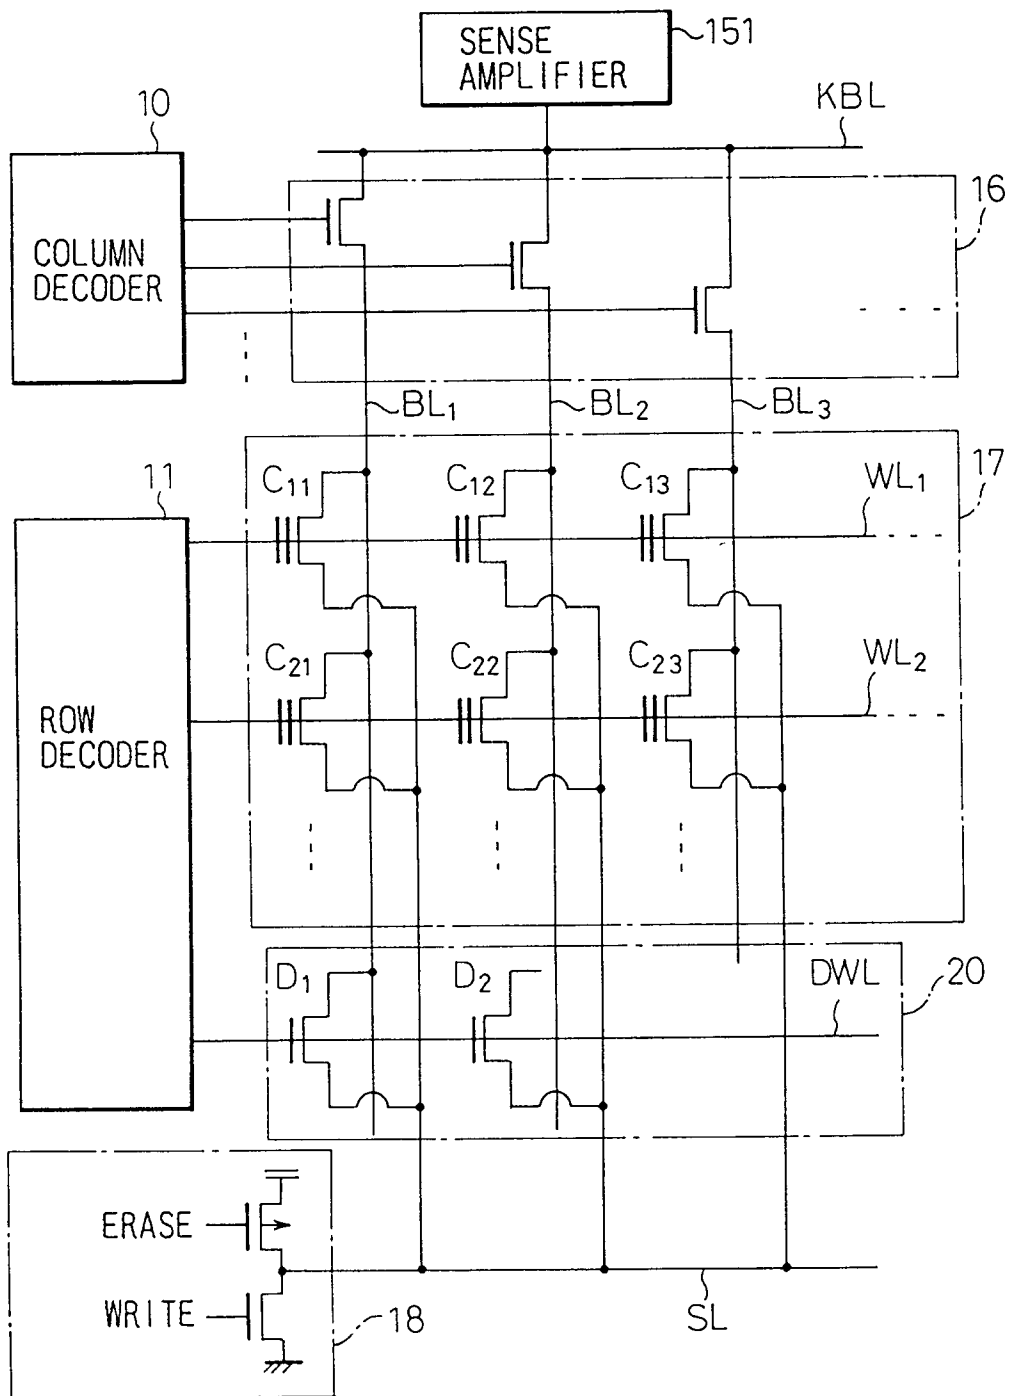 SENSE
AMPLIFIER
151
KBL
10
COLUMN
DECODER
16
BL1
BL2
BL3
11
C11
C12
C13
WL1
17
ROW
DECODER
C21
C22
C23
WL2
D1
D2
DWL
20
ERASE
WRITE
18
SL